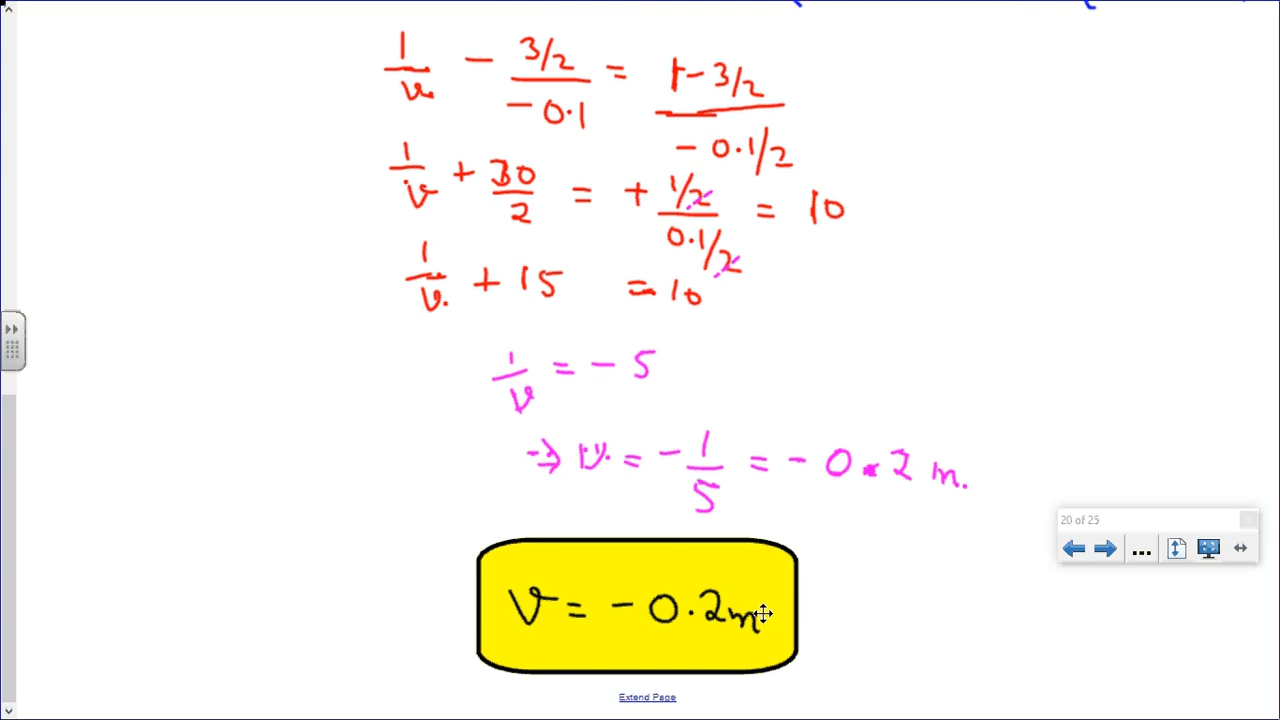 1/v - 3/2/-0.1 = 1-3/2/-0.1/2
1/v + 30/2 = + 1/2/0.1/2 = 10
1/v + 15 = 10
1/v = - 5
⇒ v = - 1/5 = - 0.2 m.
20 of 25
...
v = - 0.2m
Extend Page